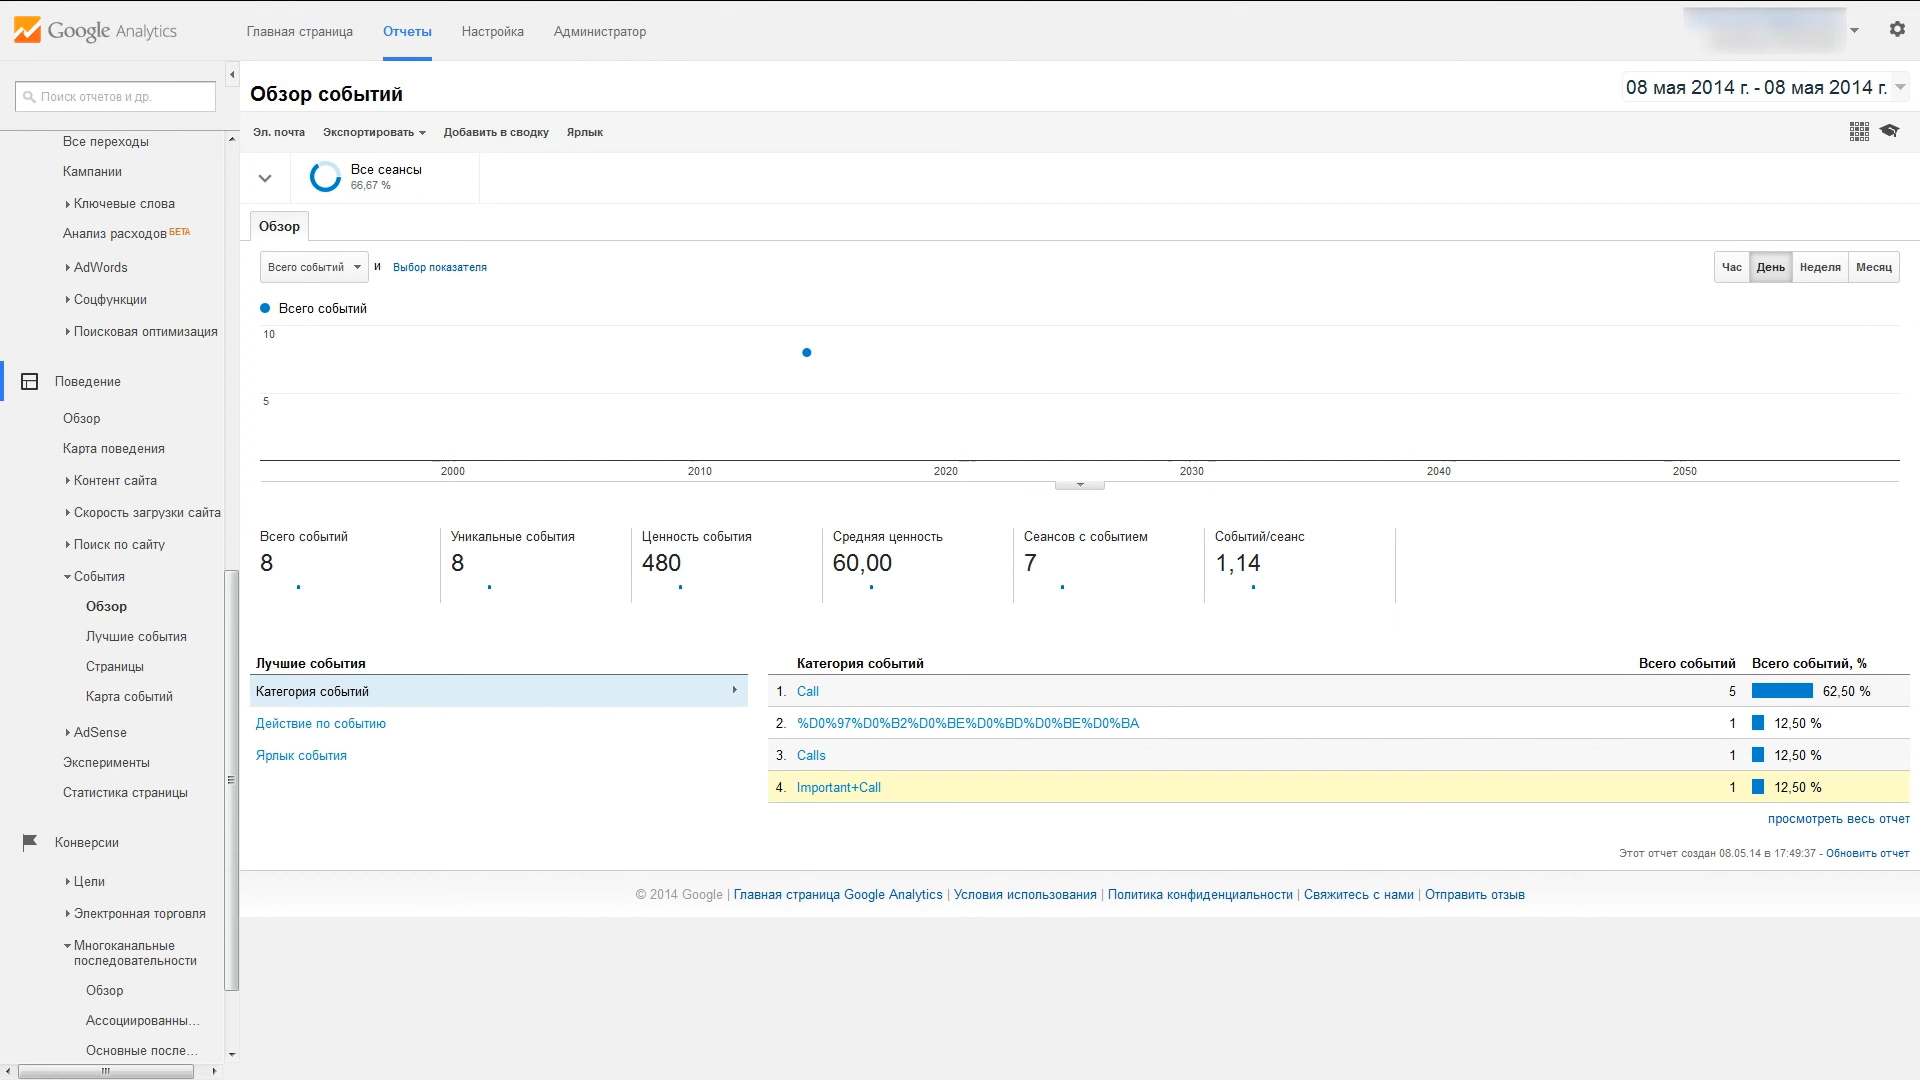 Google Analytics
Главная страница
Отчеты
Настройка
Администратор
Поиск отчетов и др.
Обзор событий
08 мая 2014 г. - 08 мая 2014 г.
Эл. почта
Экспортировать
Добавить в сводку
Ярлык
Все сеансы
66,67 %
Обзор
Всего событий
и
Выбор показателя
Час
День
Неделя
Месяц
Всего событий
10
5
2000
2010
2020
2030
2040
2050
Всего событий
8
Уникальные события
8
Ценность события
480
Средняя ценность
60,00
Сеансов с событием
7
Событий/сеанс
1,14
Лучшие события
Категория событий
Действие по событию
Ярлык события
Категория событий Всего событий Всего событий, %
1. Call 5 62,50 %
2. %D0%97%D0%B2%D0%BE%D0%BD%D0%BE%D0%BA 1 12,50 %
3. Calls 1 12,50 %
4. Important+Call 1 12,50 %
просмотреть весь отчет
Этот отчет создан 08.05.14 в 17:49:37 - Обновить отчет
© 2014 Google | Главная страница Google Analytics | Условия использования | Политика конфиденциальности | Свяжитесь с нами | Отправить отзыв
Все переходы
Кампании
Ключевые слова
Анализ расходов БЕТА
AdWords
Соцфункции
Поисковая оптимизация
Поведение
Обзор
Карта поведения
Контент сайта
Скорость загрузки сайта
Поиск по сайту
События
Обзор
Лучшие события
Страницы
Карта событий
AdSense
Эксперименты
Статистика страницы
Конверсии
Цели
Электронная торговля
Многоканальные
последовательности
Обзор
Ассоциированны...
Основные после...